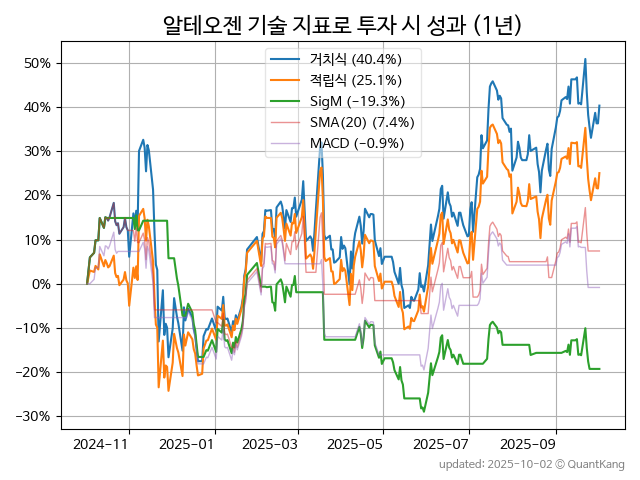 알테오젠 기술 지표로 투자 시 성과 (1년)
거치식 (40.4%)
적립식 (25.1%)
SigM (−19.3%)
SMA(20) (7.4%)
MACD (−0.9%)
50%
40%
30%
20%
10%
0%
−10%
−20%
−30%
2024-11 2025-01 2025-03 2025-05 2025-07 2025-09
updated: 2025-10-02 © QuantKang